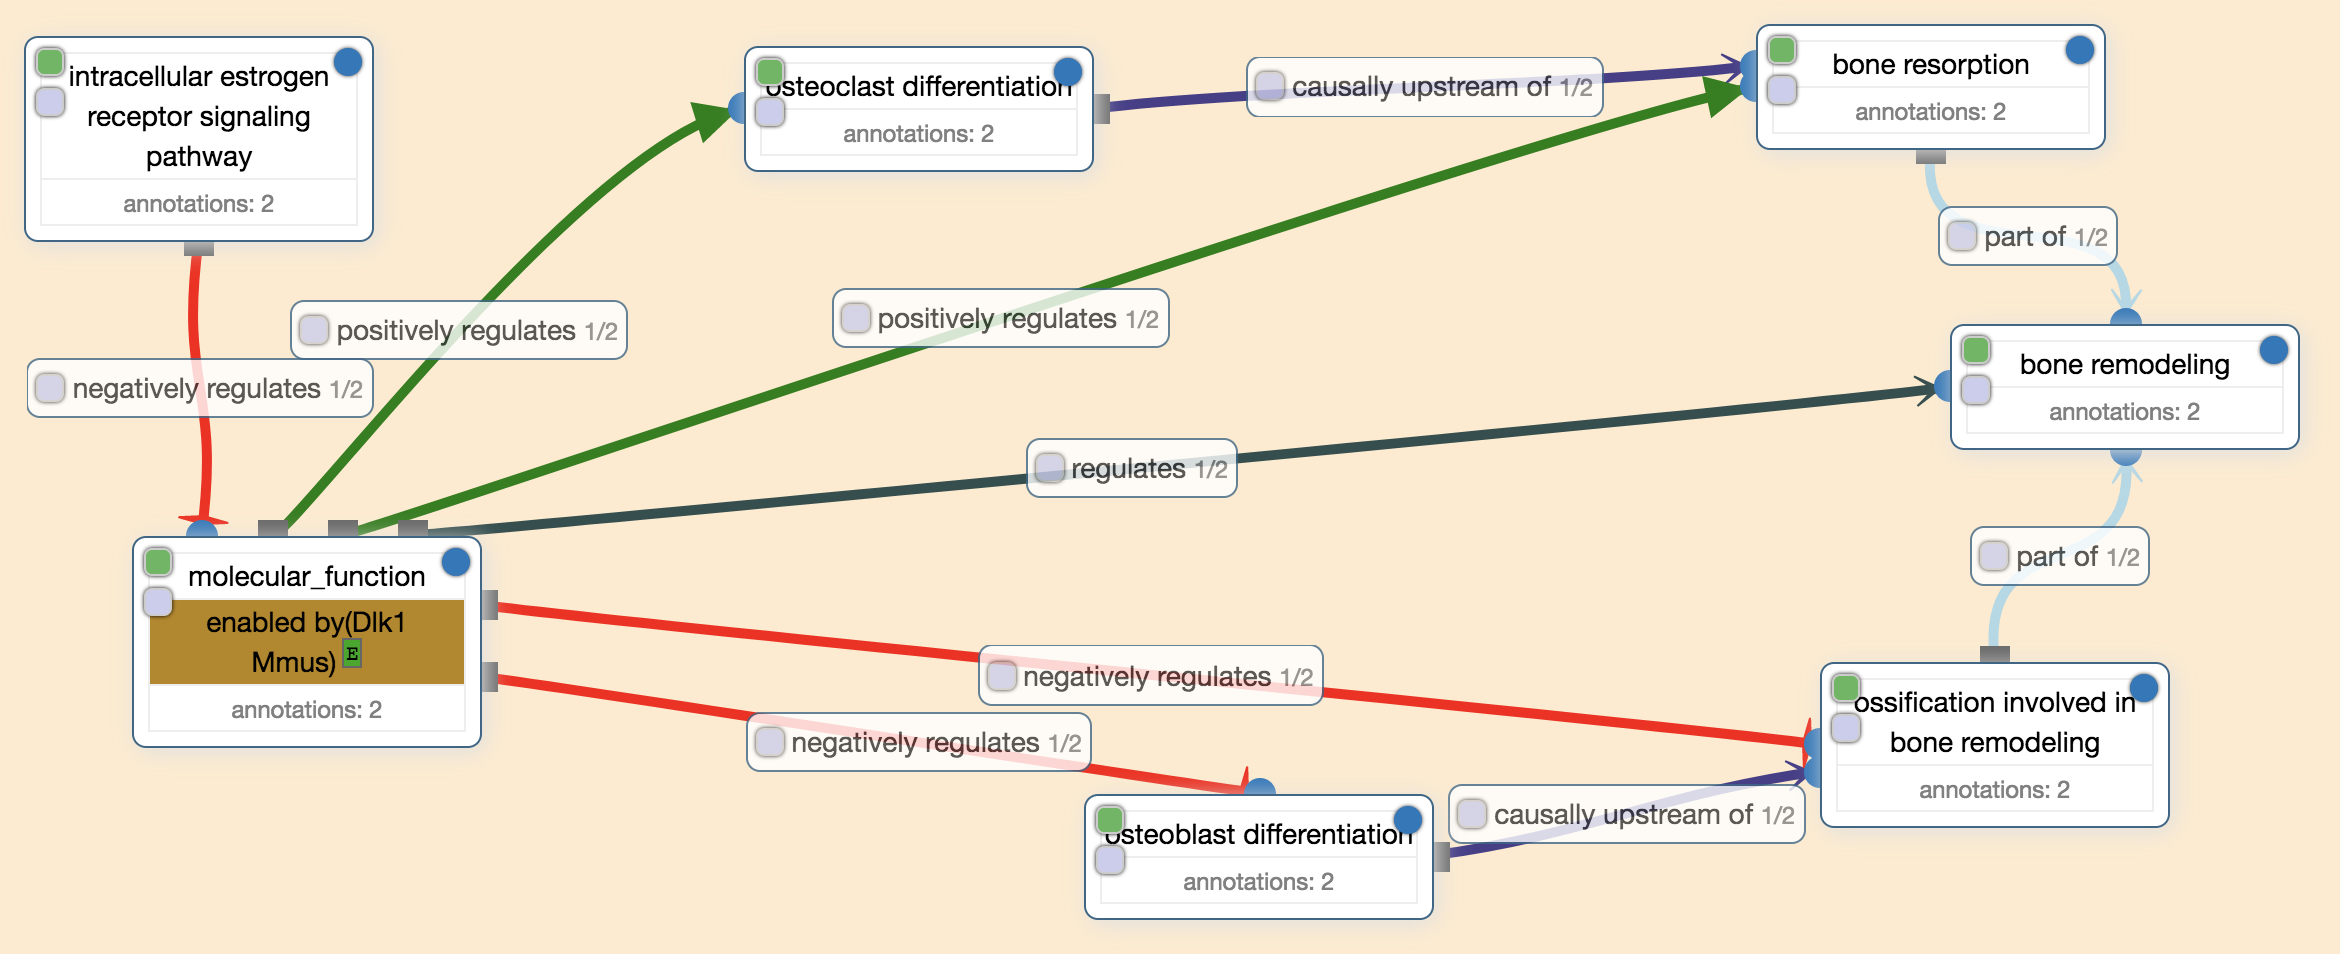 intracellular estrogen
receptor signaling
pathway
annotations: 2
osteoclast differentiation
annotations: 2
causally upstream of 1/2
bone resorption
annotations: 2
part of 1/2
positively regulates 1/2
positively regulates 1/2
negatively regulates 1/2
bone remodeling
annotations: 2
regulates 1/2
part of 1/2
molecular_function
enabled by(Dlk1
Mmus) E
annotations: 2
negatively regulates 1/2
negatively regulates 1/2
ossification involved in
bone remodeling
annotations: 2
causally upstream of 1/2
osteoblast differentiation
annotations: 2